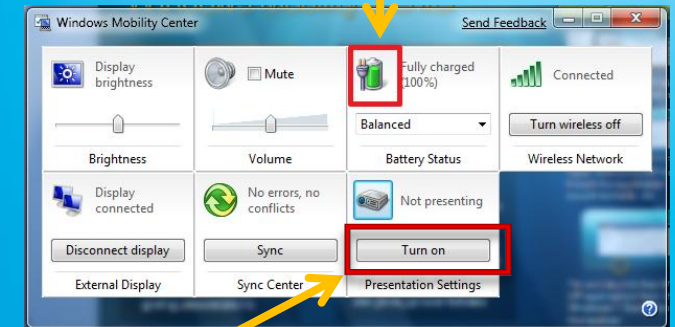 Windows Mobility Center
Send Feedback
Display
brightness
Mute
Fully charged
(100%)
Connected
Balanced
Turn wireless off
Brightness
Volume
Battery Status
Wireless Network
Display
connected
No errors, no
conflicts
Not presenting
Disconnect display
Sync
Turn on
External Display
Sync Center
Presentation Settings